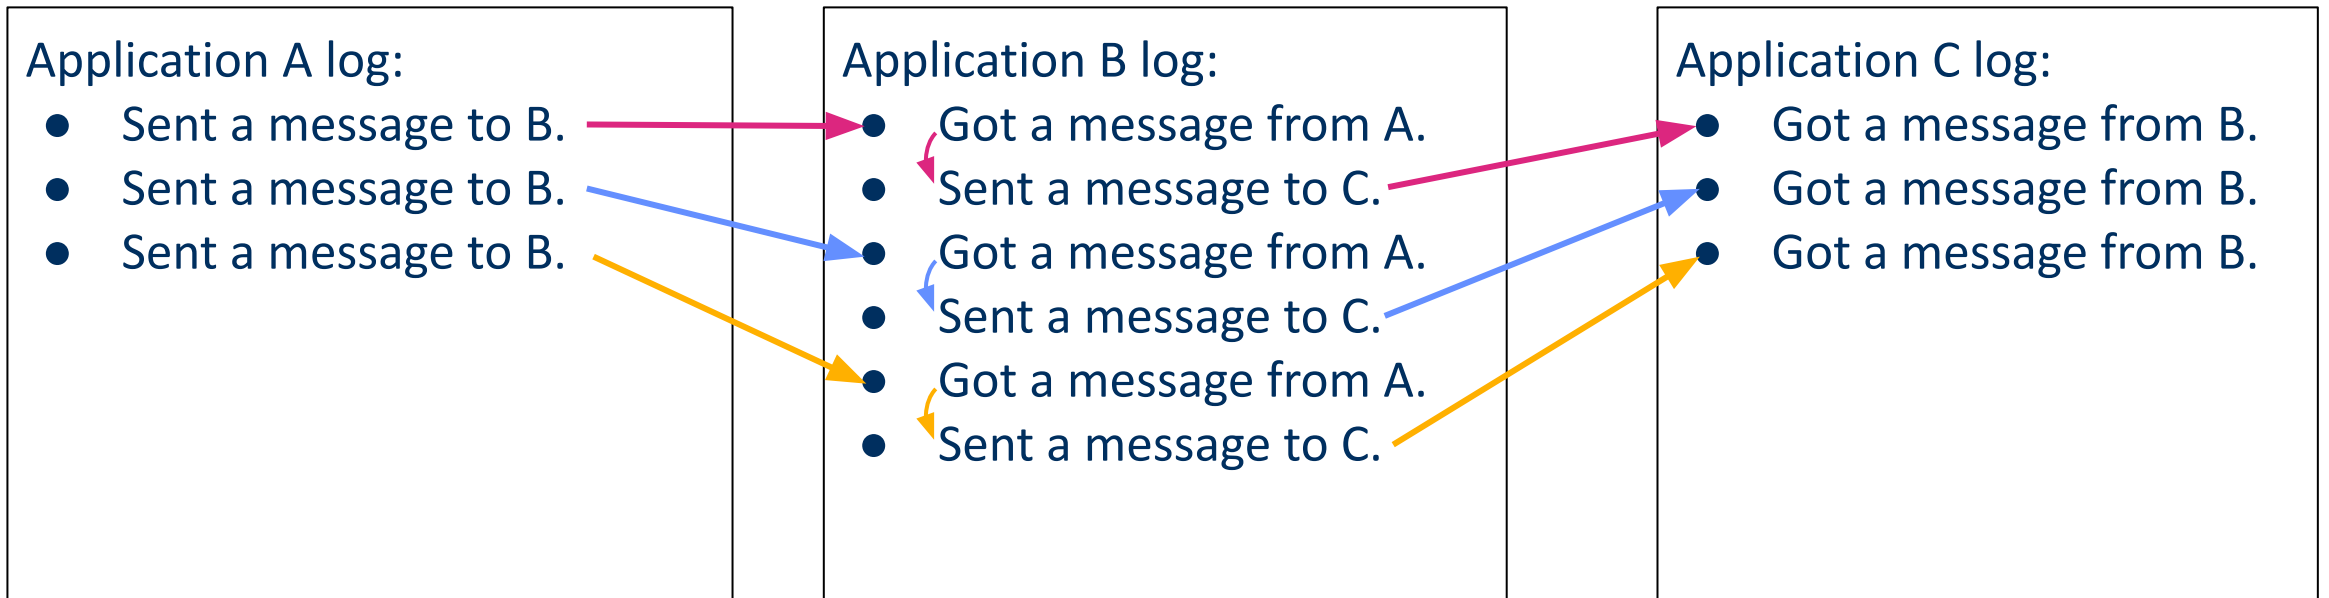 Application A log:
● Sent a message to B.
● Sent a message to B.
● Sent a message to B.
Application B log:
● Got a message from A.
● Sent a message to C.
● Got a message from A.
● Sent a message to C.
● Got a message from A.
● Sent a message to C.
Application C log:
● Got a message from B.
● Got a message from B.
● Got a message from B.